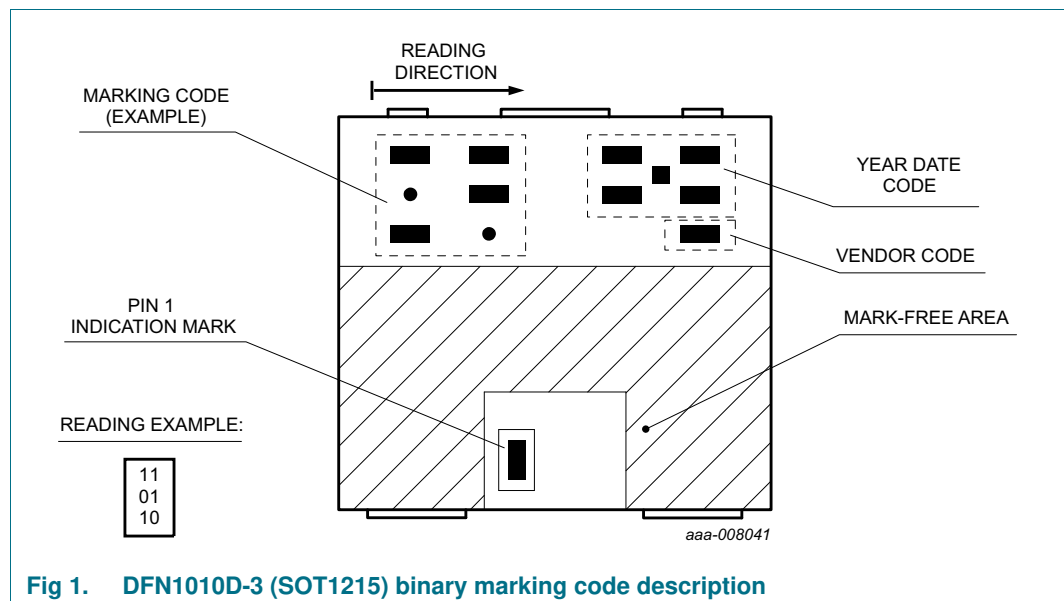 READING
DIRECTION
MARKING CODE
(EXAMPLE)
YEAR DATE
CODE
VENDOR CODE
PIN 1
INDICATION MARK
MARK-FREE AREA
READING EXAMPLE:
11
01
10
aaa-008041
Fig 1. DFN1010D-3 (SOT1215) binary marking code description